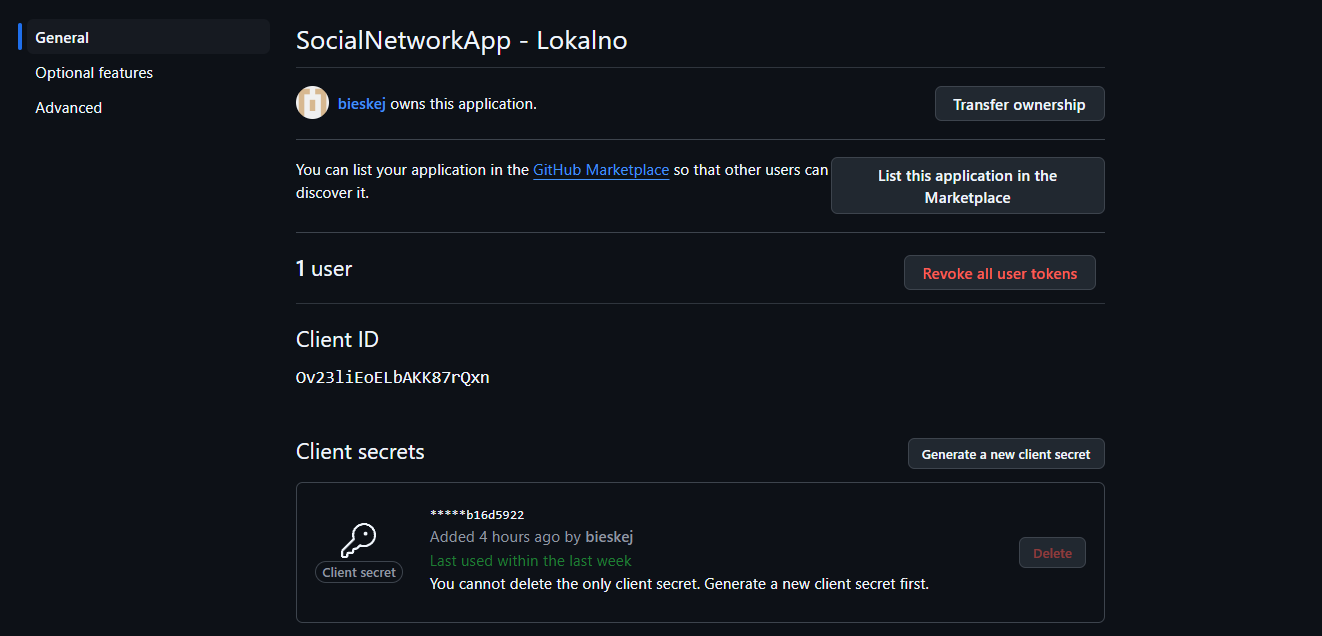 General
Optional features
Advanced
SocialNetworkApp - Lokalno
bieskej owns this application.
Transfer ownership
You can list your application in the GitHub Marketplace so that other users can
discover it.
List this application in the
Marketplace
1 user
Revoke all user tokens
Client ID
Ov23liEoELbAKK87rQxn
Client secrets
Generate a new client secret
Client secret
*****b16d5922
Added 4 hours ago by bieskej
Last used within the last week
You cannot delete the only client secret. Generate a new client secret first.
Delete